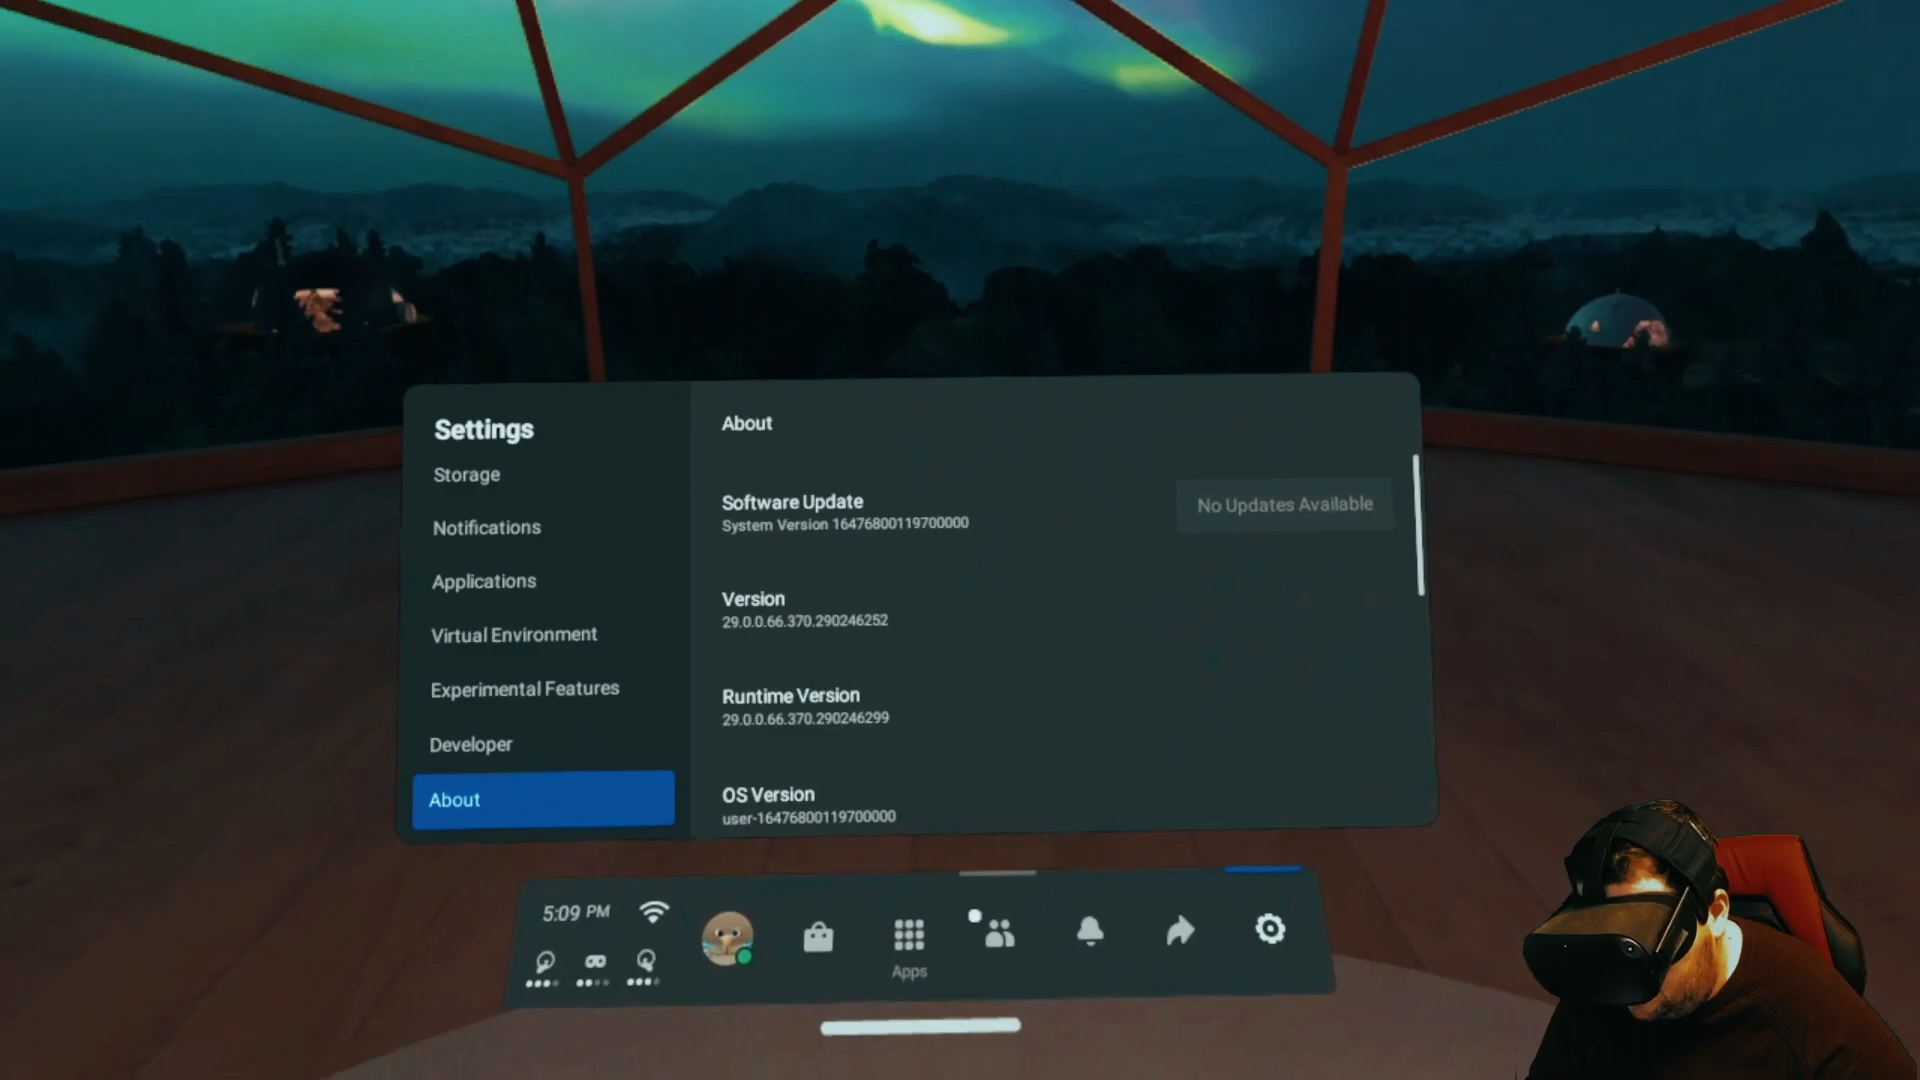 Settings
Storage
Notifications
Applications
Virtual Environment
Experimental Features
Developer
About
About
Software Update
System Version 16476800119700000
No Updates Available
Version
29.0.0.66.370.290246252
Runtime Version
29.0.0.66.370.290246299
OS Version
user-16476800119700000
5:09 PM
Apps